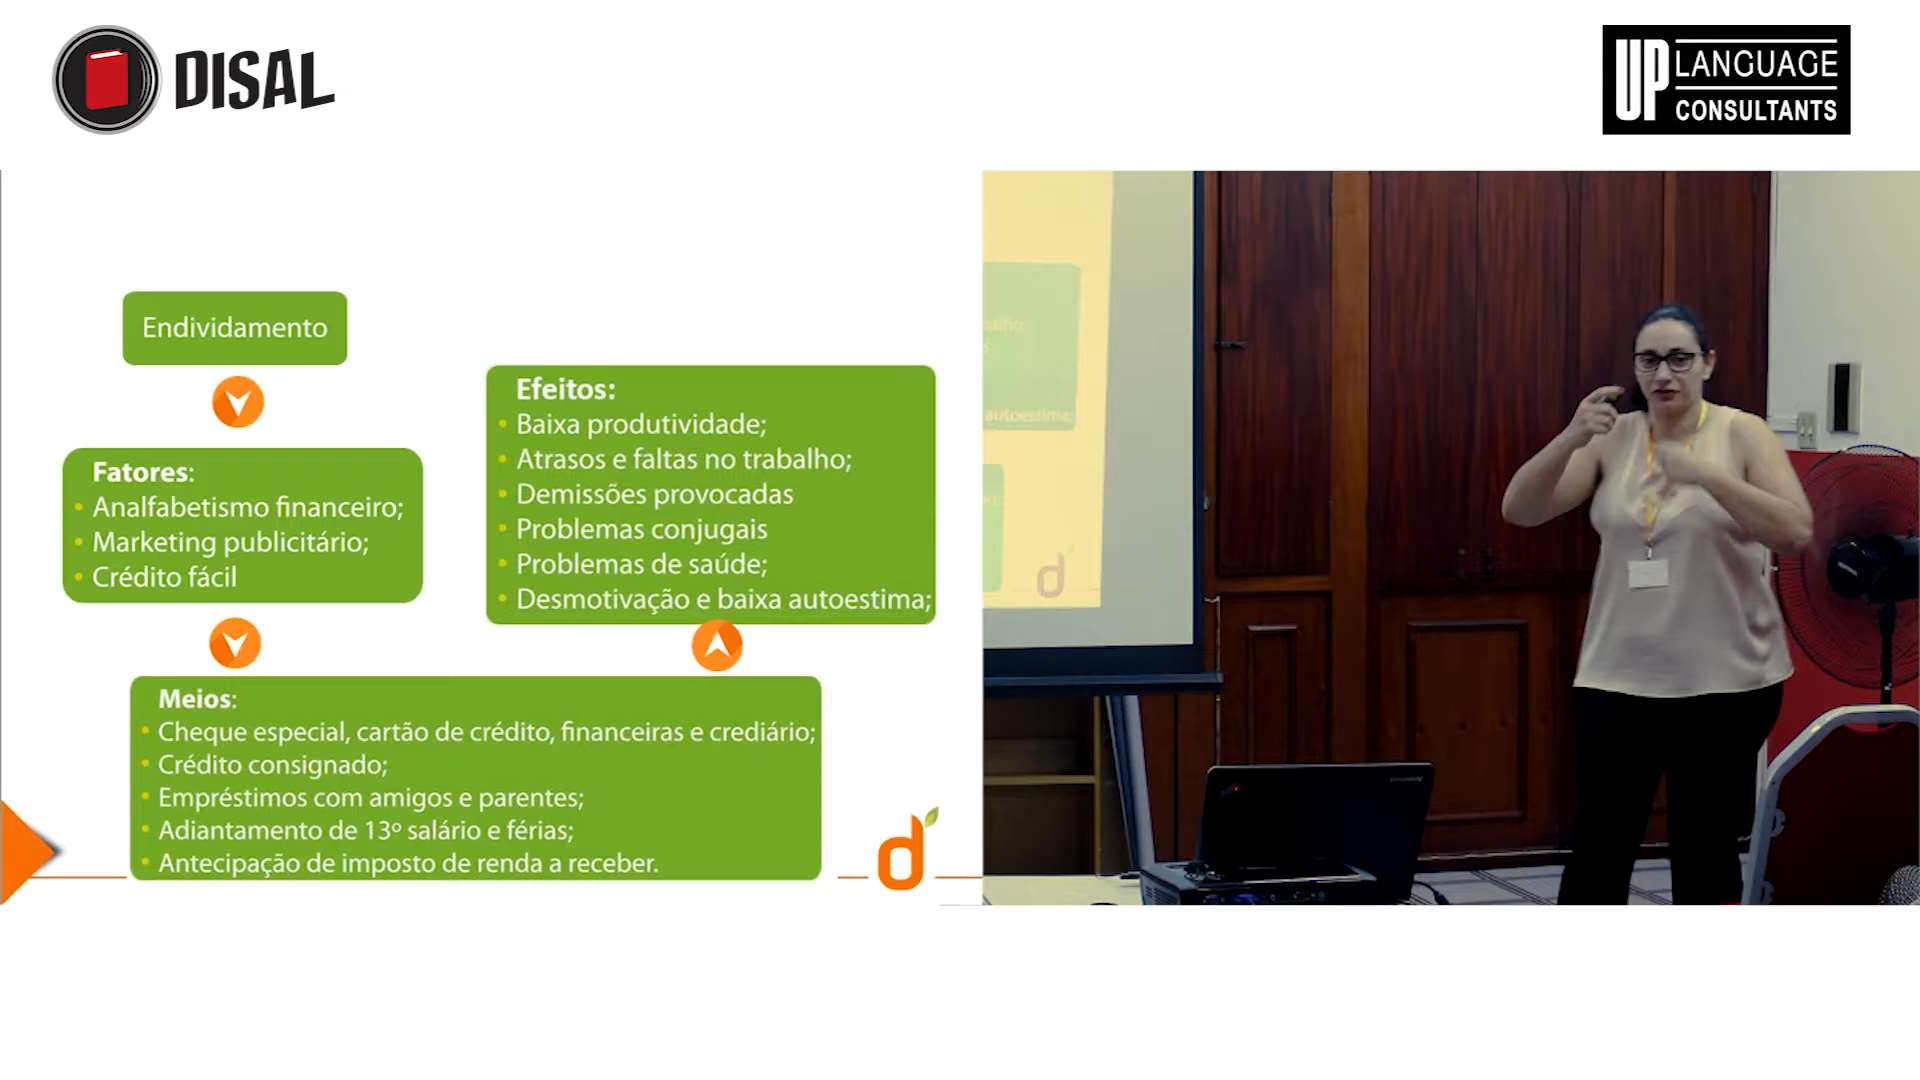 DISAL
UP LANGUAGE
CONSULTANTS
Endividamento
Fatores:
• Analfabetismo financeiro;
• Marketing publicitário;
• Crédito fácil
Efeitos:
• Baixa produtividade;
• Atrasos e faltas no trabalho;
• Demissões provocadas
• Problemas conjugais
• Problemas de saúde;
• Desmotivação e baixa autoestima;
Meios:
• Cheque especial, cartão de crédito, financeiras e crediário;
• Crédito consignado;
• Empréstimos com amigos e parentes;
• Adiantamento de 13º salário e férias;
• Antecipação de imposto de renda a receber.
d
autoestima;
d